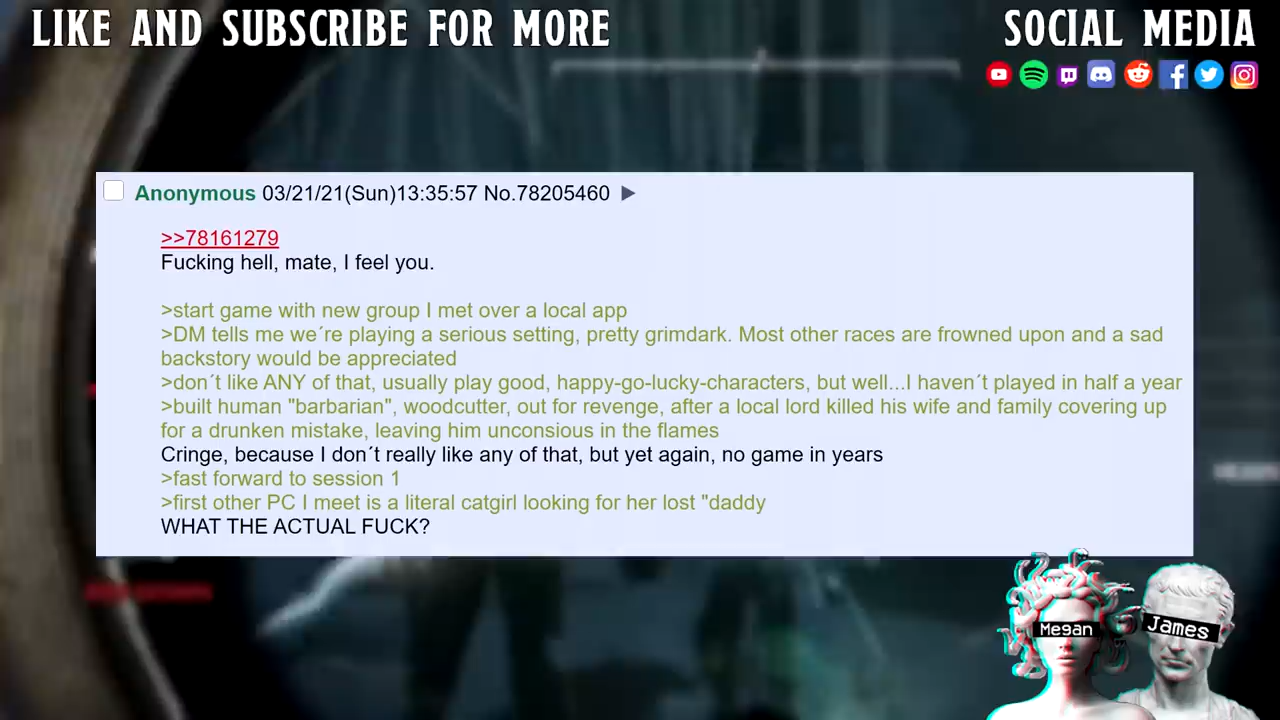 LIKE AND SUBSCRIBE FOR MORE
SOCIAL MEDIA
Anonymous 03/21/21(Sun)13:35:57 No.78205460
>>78161279
Fucking hell, mate, I feel you.
>start game with new group I met over a local app
>DM tells me we´re playing a serious setting, pretty grimdark. Most other races are frowned upon and a sad
backstory would be appreciated
>don´t like ANY of that, usually play good, happy-go-lucky-characters, but well...I haven´t played in half a year
>built human "barbarian", woodcutter, out for revenge, after a local lord killed his wife and family covering up
for a drunken mistake, leaving him unconsious in the flames
Cringe, because I don´t really like any of that, but yet again, no game in years
>fast forward to session 1
>first other PC I meet is a literal catgirl looking for her lost "daddy
WHAT THE ACTUAL FUCK?
Megan
James